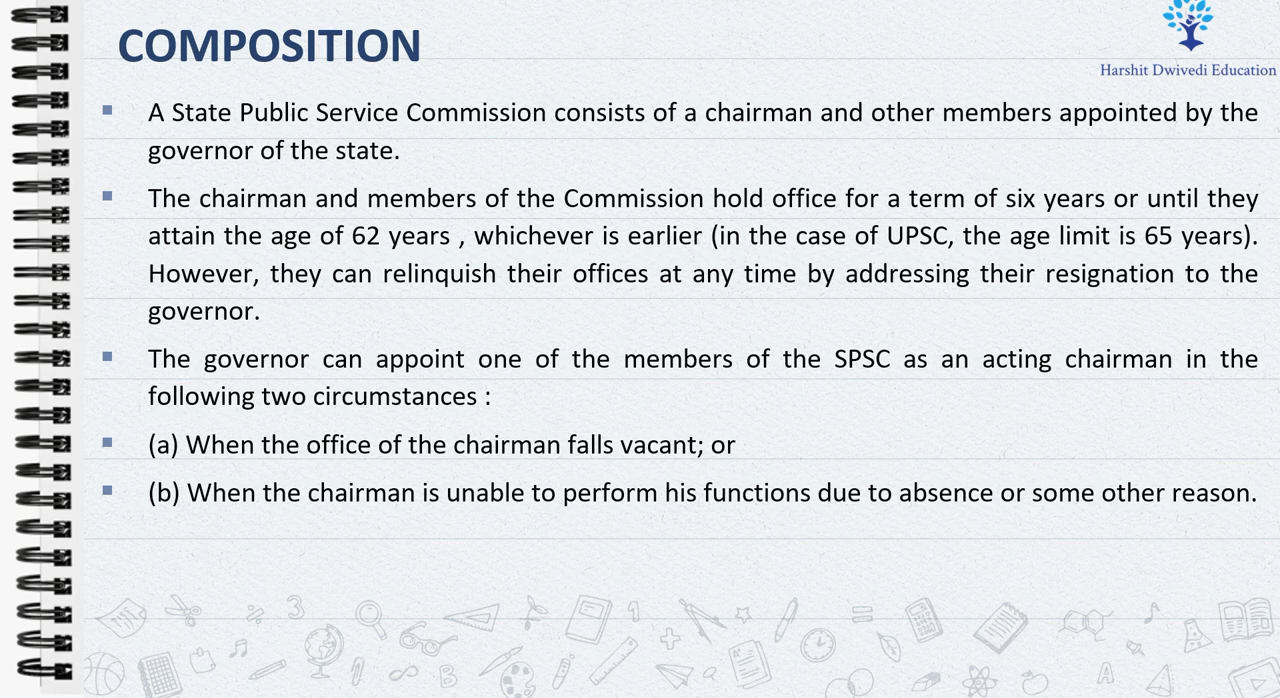 COMPOSITION
Harshit Dwivedi Education
A State Public Service Commission consists of a chairman and other members appointed by the
governor of the state.
The chairman and members of the Commission hold office for a term of six years or until they
attain the age of 62 years , whichever is earlier (in the case of UPSC, the age limit is 65 years).
However, they can relinquish their offices at any time by addressing their resignation to the
governor.
The governor can appoint one of the members of the SPSC as an acting chairman in the
following two circumstances :
(a) When the office of the chairman falls vacant; or
(b) When the chairman is unable to perform his functions due to absence or some other reason.